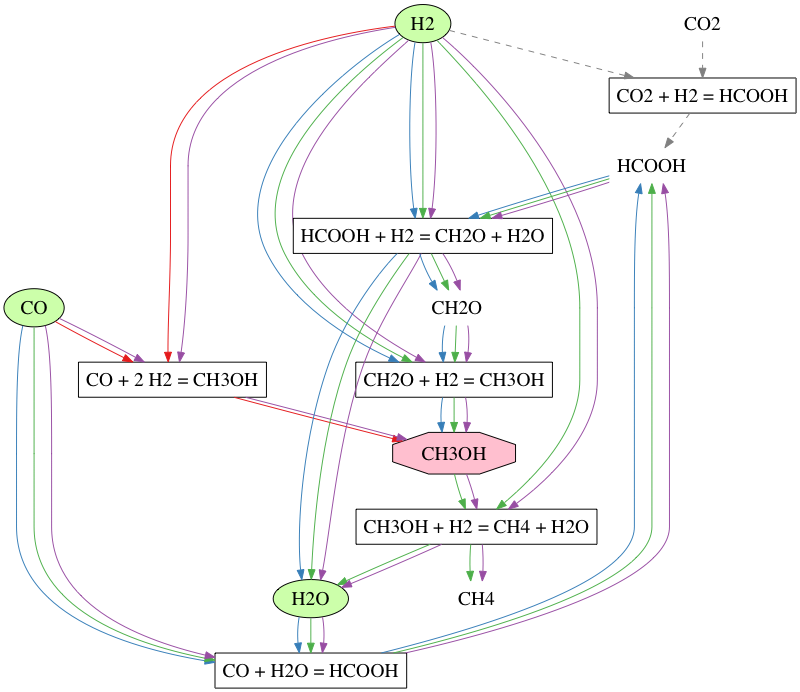 H2
CO2
CO2 + H2 = HCOOH
HCOOH
HCOOH + H2 = CH2O + H2O
CO
CH2O
CO + 2 H2 = CH3OH
CH2O + H2 = CH3OH
CH3OH
CH3OH + H2 = CH4 + H2O
H2O
CH4
CO + H2O = HCOOH